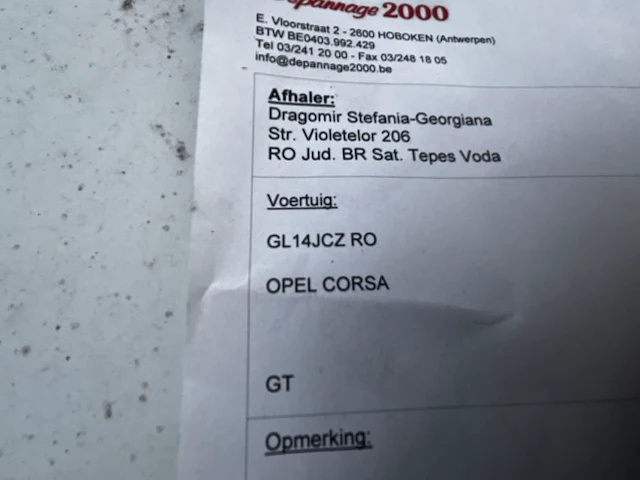 Depannage 2000
E. Vloorstraat 2 - 2600 HOBOKEN (Antwerpen)
BTW BE0403.992.429
Tel 03/241 20 00 - Fax 03/248 18 05
info@depannage2000.be
Afhaler:
Dragomir Stefania-Georgiana
Str. Violetelor 206
RO Jud. BR Sat. Tepes Voda
Voertuig:
GL14JCZ RO
OPEL CORSA
GT
Opmerking: